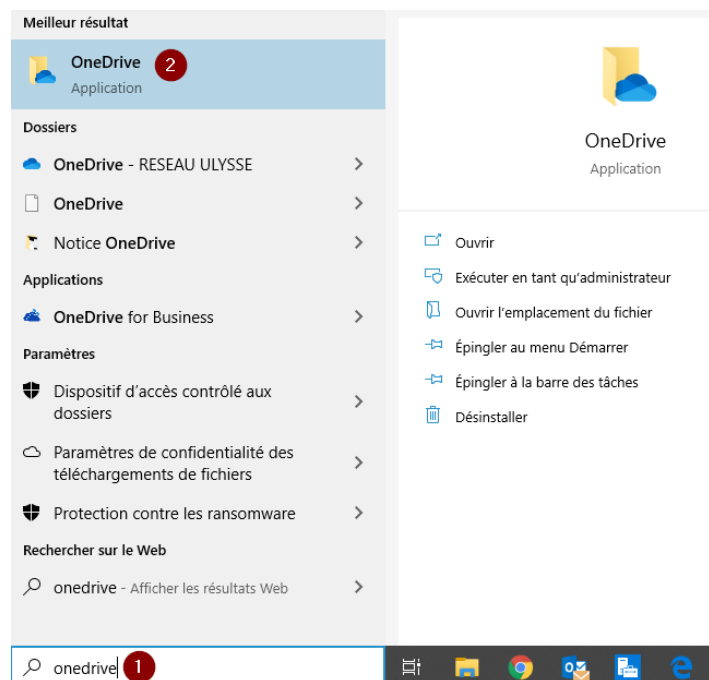 Meilleur résultat
OneDrive 2
Application
Dossiers
OneDrive - RESEAU ULYSSE
OneDrive
Notice OneDrive
Applications
OneDrive for Business
Paramètres
Dispositif d'accès contrôlé aux
dossiers
Paramètres de confidentialité des
téléchargements de fichiers
Protection contre les ransomware
Rechercher sur le Web
onedrive - Afficher les résultats Web
onedrive 1
OneDrive
Application
Ouvrir
Exécuter en tant qu'administrateur
Ouvrir l'emplacement du fichier
Épingler au menu Démarrer
Épingler à la barre des tâches
Désinstaller